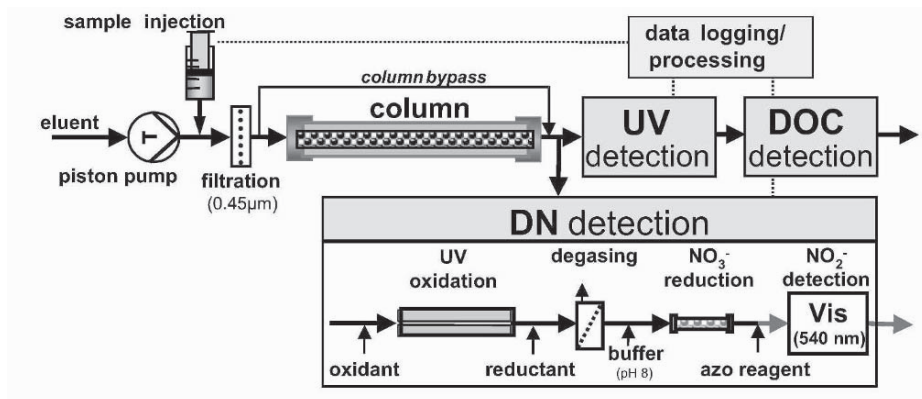 sample injection
data logging/
processing
column bypass
column
eluent
T
piston pump
filtration
(0.45µm)
UV
detection
DOC
detection
DN detection
UV
oxidation
degasing
NO₃⁻
reduction
NO₂⁻
detection
Vis
(540 nm)
oxidant
reductant
buffer
(pH 8)
azo reagent